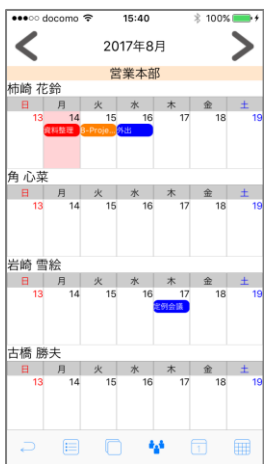 docomo 15:40 100%
2017年8月
営業本部
柿崎 花鈴
日 月 火 水 木 金 土
13 14 15 16 17 18 19
資料整理 B-Proje... 外出
角 心菜
日 月 火 水 木 金 土
13 14 15 16 17 18 19
岩崎 雪絵
日 月 火 水 木 金 土
13 14 15 16 17 18 19
定例会議
古橋 勝夫
日 月 火 水 木 金 土
13 14 15 16 17 18 19
1